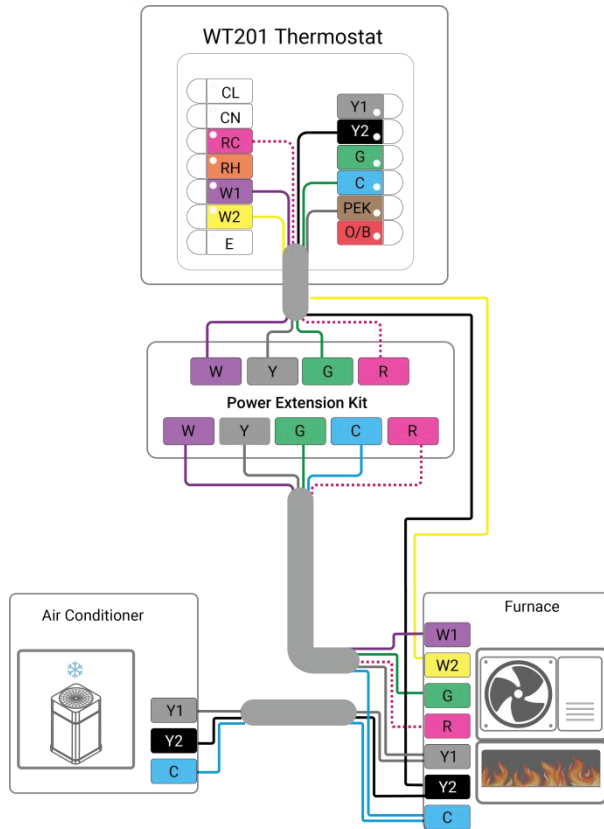 WT201 Thermostat
CL
CN
RC
RH
W1
W2
E
Y1
Y2
G
C
PEK
O/B
W Y G R
Power Extension Kit
W Y G C R
Air Conditioner
Y1
Y2
C
Furnace
W1
W2
G
R
Y1
Y2
C